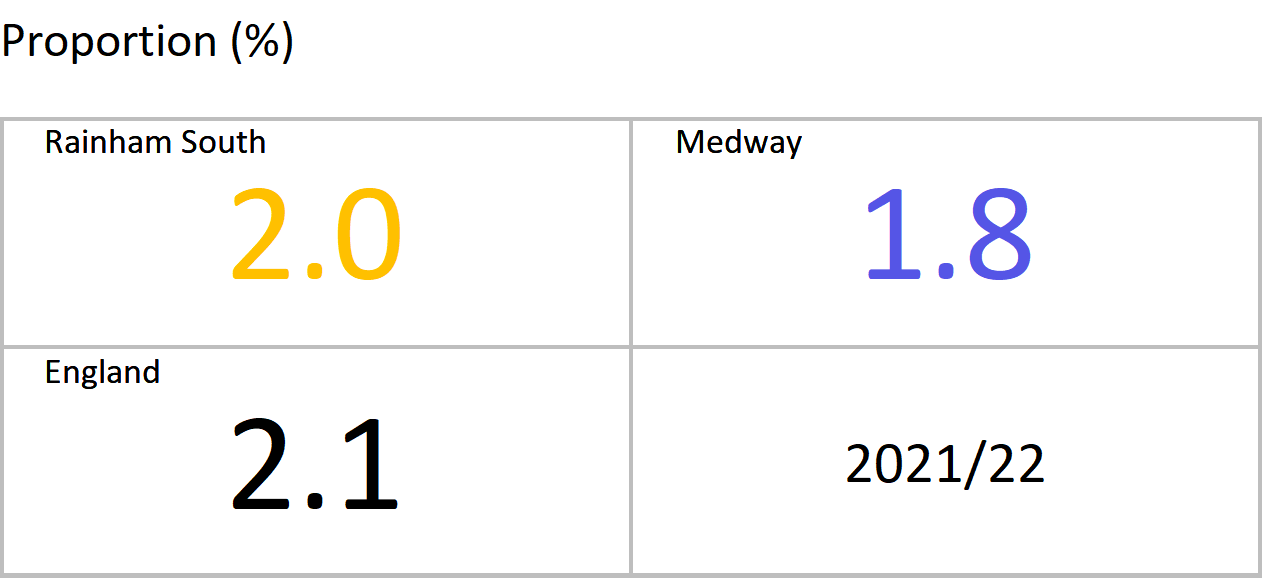 Proportion (%)
Rainham South
2.0
Medway
1.8
England
2.1
2021/22